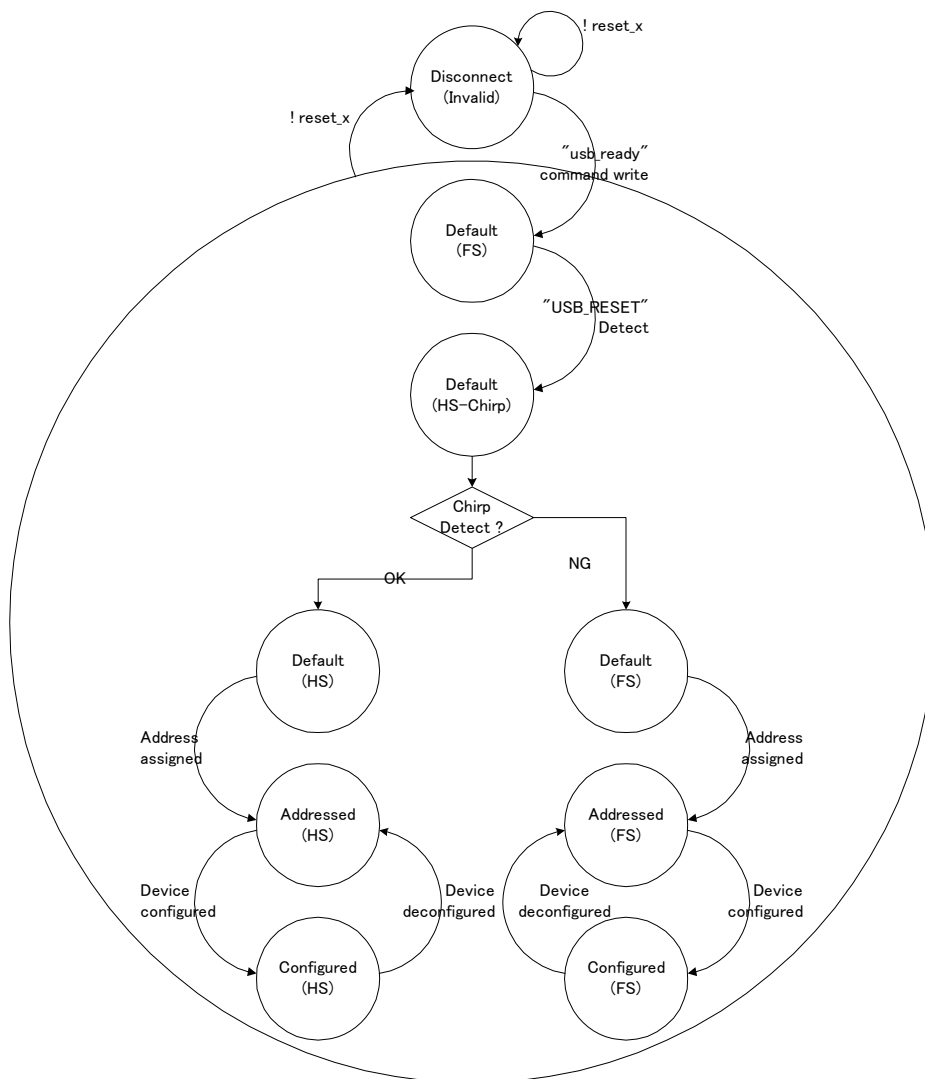 ! reset_x
Disconnect
(Invalid)
! reset_x
"usb_ready"
command write
Default
(FS)
"USB_RESET"
Detect
Default
(HS-Chirp)
Chirp
Detect ?
OK
NG
Default
(HS)
Default
(FS)
Address
assigned
Address
assigned
Addressed
(HS)
Addressed
(FS)
Device
configured
Device
deconfigured
Device
deconfigured
Device
configured
Configured
(HS)
Configured
(FS)